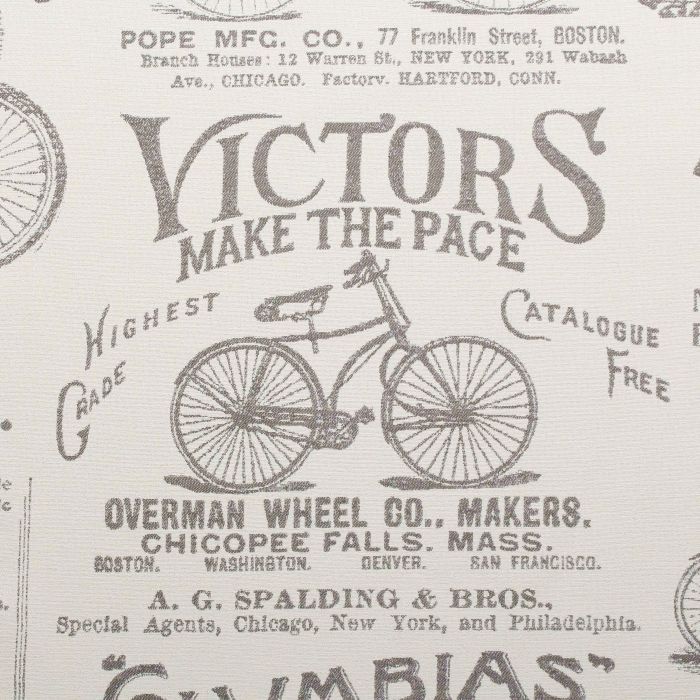 POPE MFG. CO., 77 Franklin Street, BOSTON.
Branch Houses: 12 Warren St., NEW YORK, 291 Wabash
Ave., CHICAGO. Factory. HARTFORD, CONN.
VICTORS
MAKE THE PACE
HIGHEST
GRADE
CATALOGUE
FREE
OVERMAN WHEEL CO., MAKERS.
CHICOPEE FALLS. MASS.
BOSTON. WASHINGTON. DENVER. SAN FRANCISCO.
A. G. SPALDING & BROS.,
Special Agents, Chicago, New York, and Philadelphia.